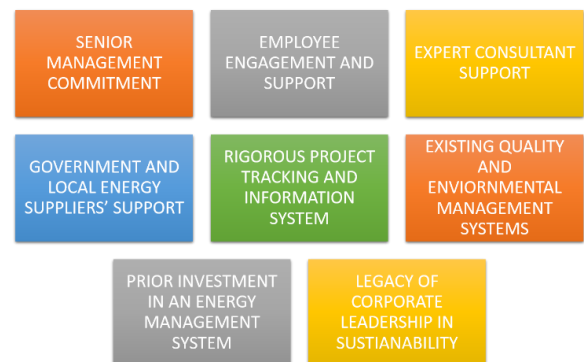 SENIOR
MANAGEMENT
COMMITMENT
EMPLOYEE
ENGAGEMENT AND
SUPPORT
EXPERT CONSULTANT
SUPPORT
GOVERNMENT AND
LOCAL ENERGY
SUPPLIERS’ SUPPORT
RIGOROUS PROJECT
TRACKING AND
INFORMATION
SYSTEM
EXISTING QUALITY
AND
ENVIORNMENTAL
MANAGEMENT
SYSTEMS
PRIOR INVESTMENT
IN AN ENERGY
MANAGEMENT
SYSTEM
LEGACY OF
CORPORATE
LEADERSHIP IN
SUSTIANABILITY